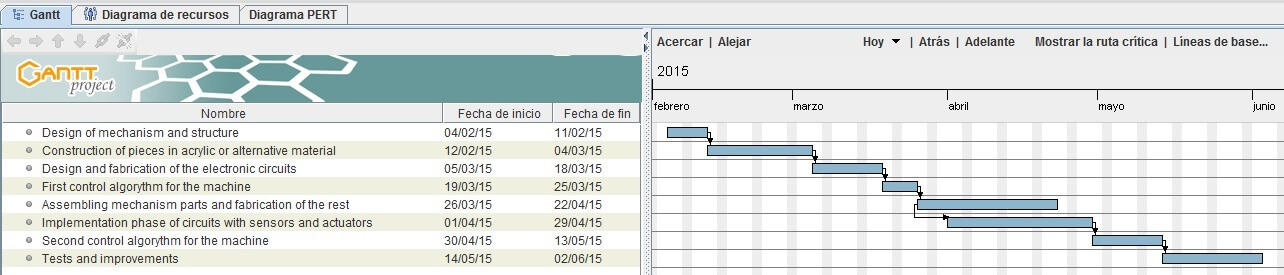 Gantt
Diagrama de recursos
Diagrama PERT
Acercar | Alejar
Hoy | Atrás | Adelante
Mostrar la ruta crítica | Líneas de base...
GANTT project
2015
febrero marzo abril mayo junio
Nombre Fecha de inicio Fecha de fin
Design of mechanism and structure 04/02/15 11/02/15
Construction of pieces in acrylic or alternative material 12/02/15 04/03/15
Design and fabrication of the electronic circuits 05/03/15 18/03/15
First control algorythm for the machine 19/03/15 25/03/15
Assembling mechanism parts and fabrication of the rest 26/03/15 22/04/15
Implementation phase of circuits with sensors and actuators 01/04/15 29/04/15
Second control algorythm for the machine 30/04/15 13/05/15
Tests and improvements 14/05/15 02/06/15